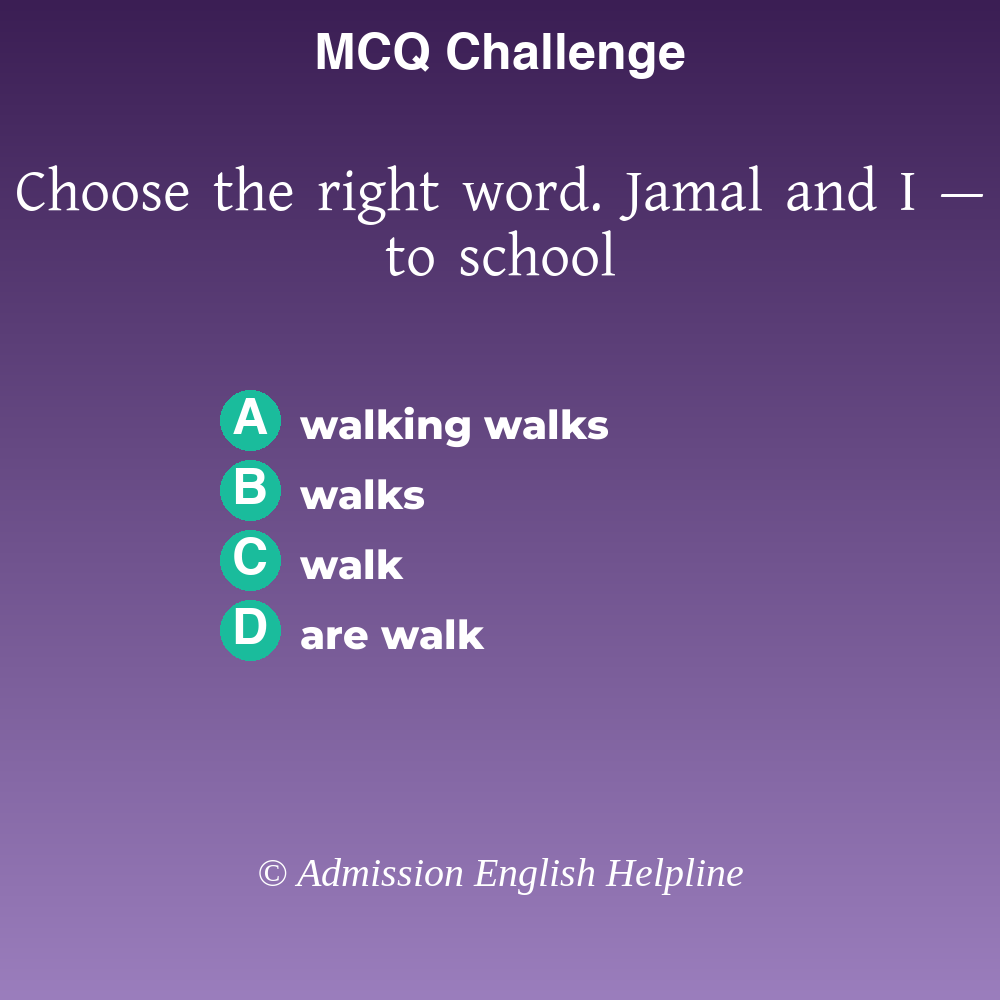 MCQ Challenge
Choose the right word. Jamal and I —
to school
A walking walks
B walks
C walk
D are walk
© Admission English Helpline